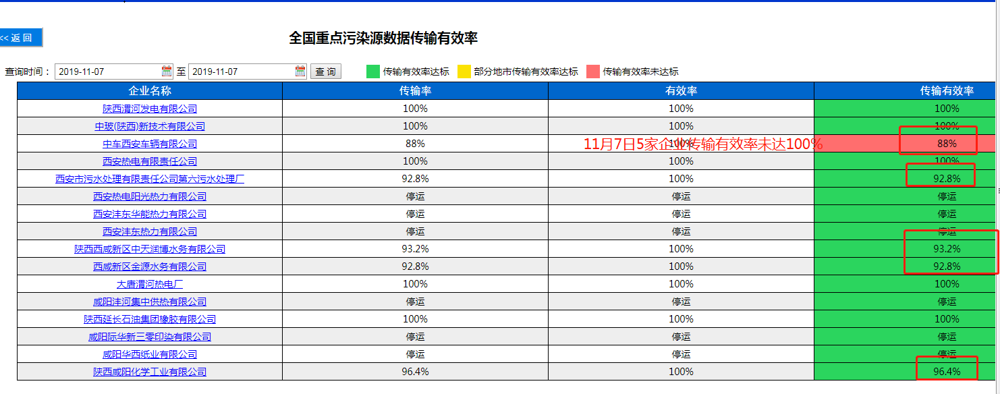 << 返 回
全国重点污染源数据传输有效率
查询时间： 2019-11-07 至 2019-11-07 查 询 传输有效率达标 部分地市传输有效率达标 传输有效率未达标
企业名称 传输率 有效率 传输有效率
陕西渭河发电有限公司 100% 100% 100%
中玻(陕西)新技术有限公司 100% 100% 100%
中车西安车辆有限公司 88% 100% 88%
11月7日5家企业传输有效率未达100%
西安热电有限责任公司 100% 100% 100%
西安市污水处理有限责任公司第六污水处理厂 92.8% 100% 92.8%
西安热电阳光热力有限公司 停运 停运 停运
西安沣东华能热力有限公司 停运 停运 停运
西安沣东热力有限公司 停运 停运 停运
陕西西咸新区中天润博水务有限公司 93.2% 100% 93.2%
西咸新区金源水务有限公司 92.8% 100% 92.8%
大唐渭河热电厂 100% 100% 100%
咸阳沣河集中供热有限公司 停运 停运 停运
陕西延长石油集团橡胶有限公司 100% 100% 100%
咸阳际华新三零印染有限公司 停运 停运 停运
咸阳华西纸业有限公司 停运 停运 停运
陕西咸阳化学工业有限公司 96.4% 100% 96.4%